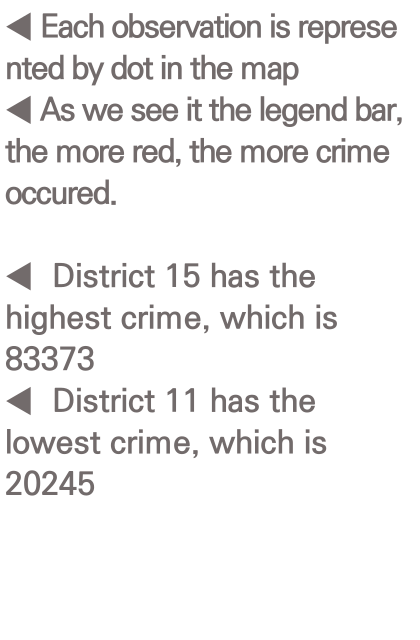 ◀ Each observation is represe
nted by dot in the map
◀ As we see it the legend bar,
the more red, the more crime
occured.
◀ District 15 has the
highest crime, which is
83373
◀ District 11 has the
lowest crime, which is
20245